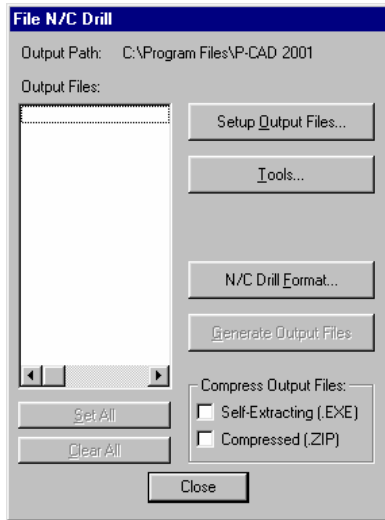 File N/C Drill
Output Path: C:\Program Files\P-CAD 2001
Output Files:
Setup Output Files...
Tools...
N/C Drill Format...
Generate Output Files
Set All
Clear All
Compress Output Files:
Self-Extracting (.EXE)
Compressed (.ZIP)
Close